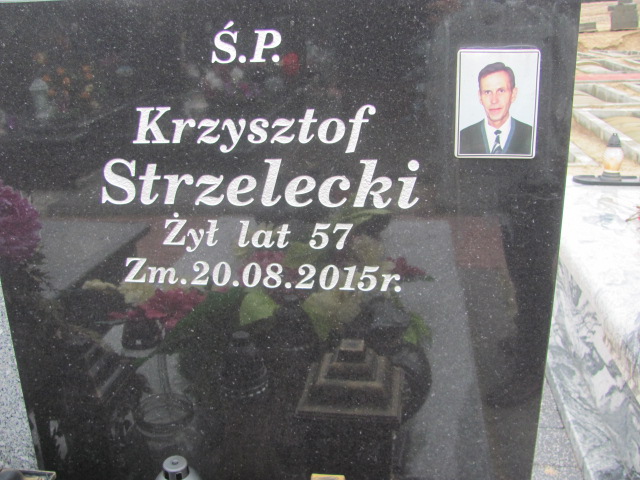 Ś.P.
Krzysztof
Strzelecki
Żył lat 57
Zm.20.08.2015r.